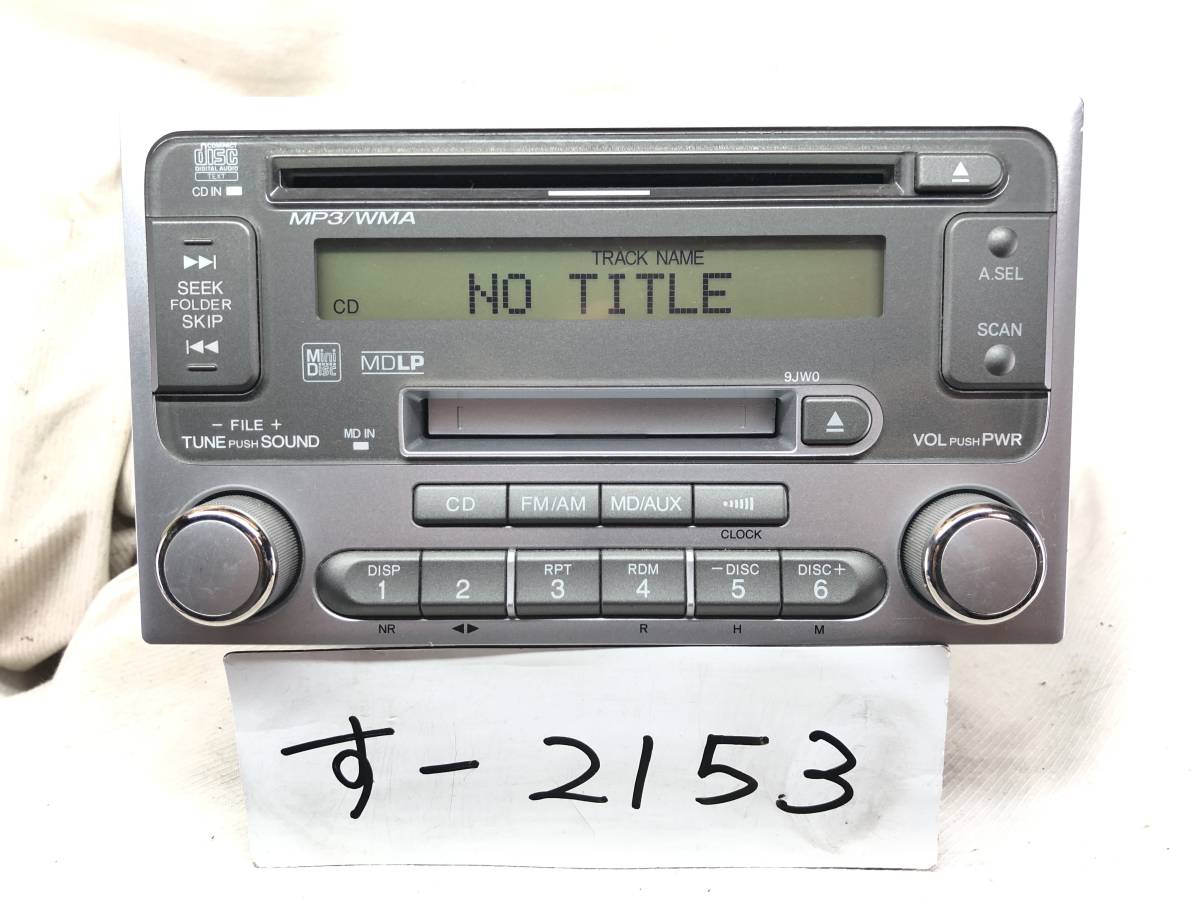 COMPACT
disc
DIGITAL AUDIO
TEXT
CD IN
MP3/WMA
TRACK NAME
NO TITLE
CD
SEEK
FOLDER
SKIP
A.SEL
SCAN
Mini
Disc
MDLP
9JW0
- FILE +
TUNE PUSH SOUND
MD IN
VOL PUSH PWR
CD
FM/AM
MD/AUX
CLOCK
DISP
1
2
RPT
3
RDM
4
- DISC
5
DISC +
6
NR
R
H
M
す-2153